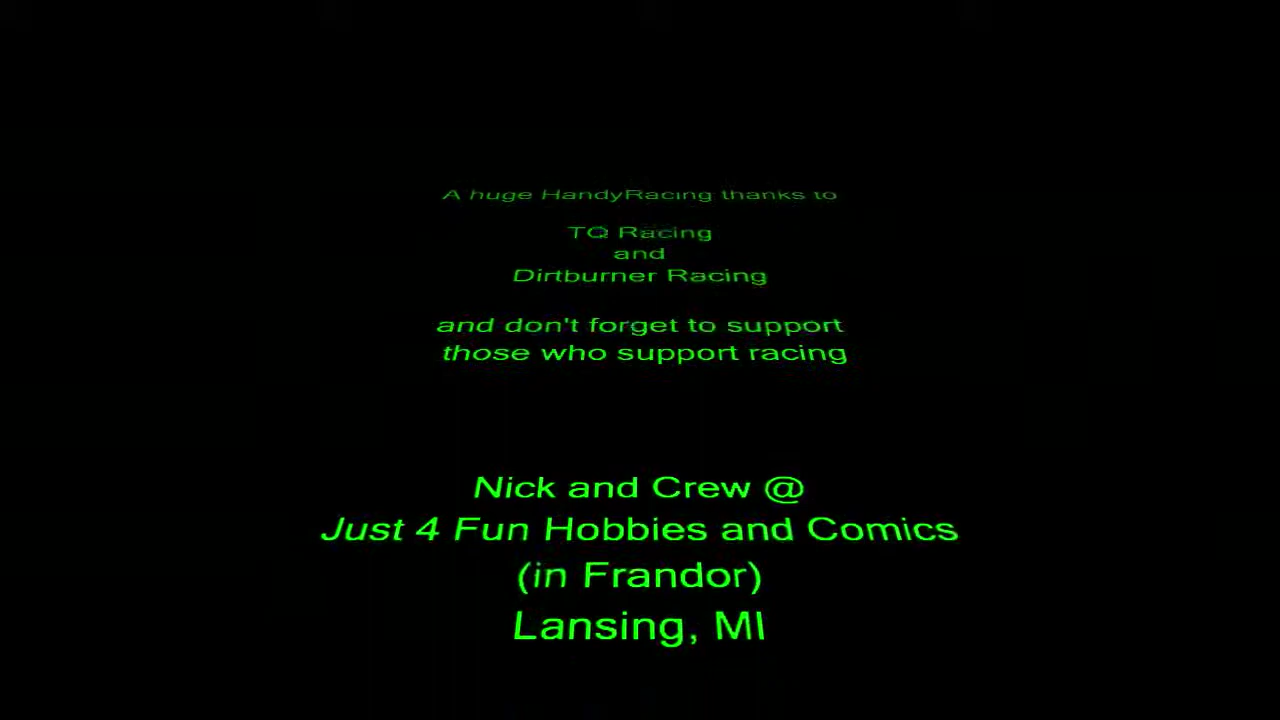 A huge HandyRacing thanks to
TQ Racing
and
Dirtburner Racing
and don't forget to support
those who support racing
Nick and Crew @
Just 4 Fun Hobbies and Comics
(in Frandor)
Lansing, MI